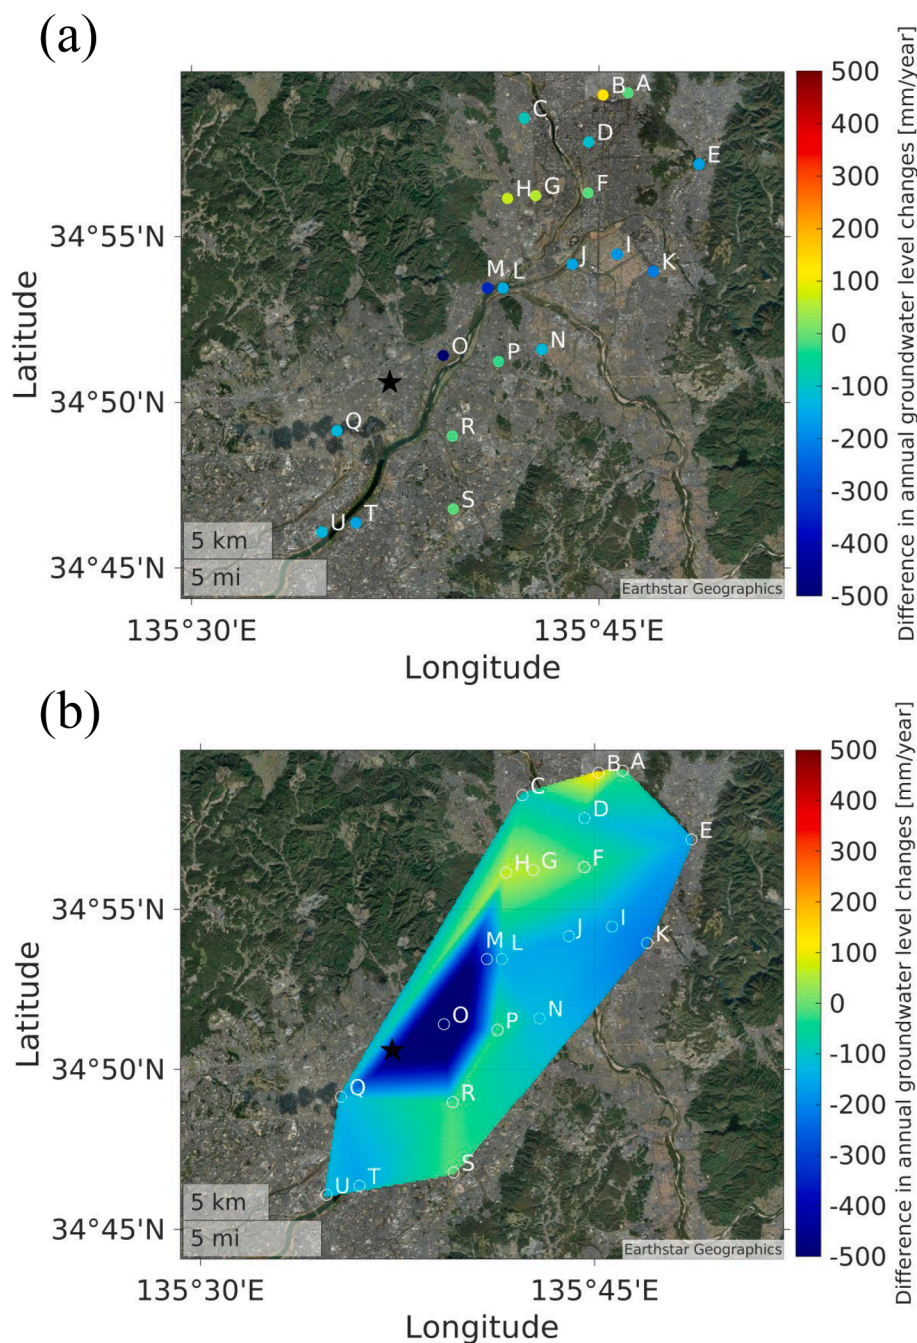 (a)
B
A
C
D
E
H
G
F
I
J
K
M
L
O
P
N
Q
R
S
U
T
34°55'N
34°50'N
34°45'N
Latitude
5 km
5 mi
Earthstar Geographics
135°30'E
135°45'E
Longitude
500
400
300
200
100
0
-100
-200
-300
-400
-500
Difference in annual groundwater level changes [mm/year]
(b)
B
A
C
D
E
H
G
F
I
J
K
M
L
O
P
N
Q
R
S
U
T
34°55'N
34°50'N
34°45'N
Latitude
5 km
5 mi
Earthstar Geographics
135°30'E
135°45'E
Longitude
500
400
300
200
100
0
-100
-200
-300
-400
-500
Difference in annual groundwater level changes [mm/year]